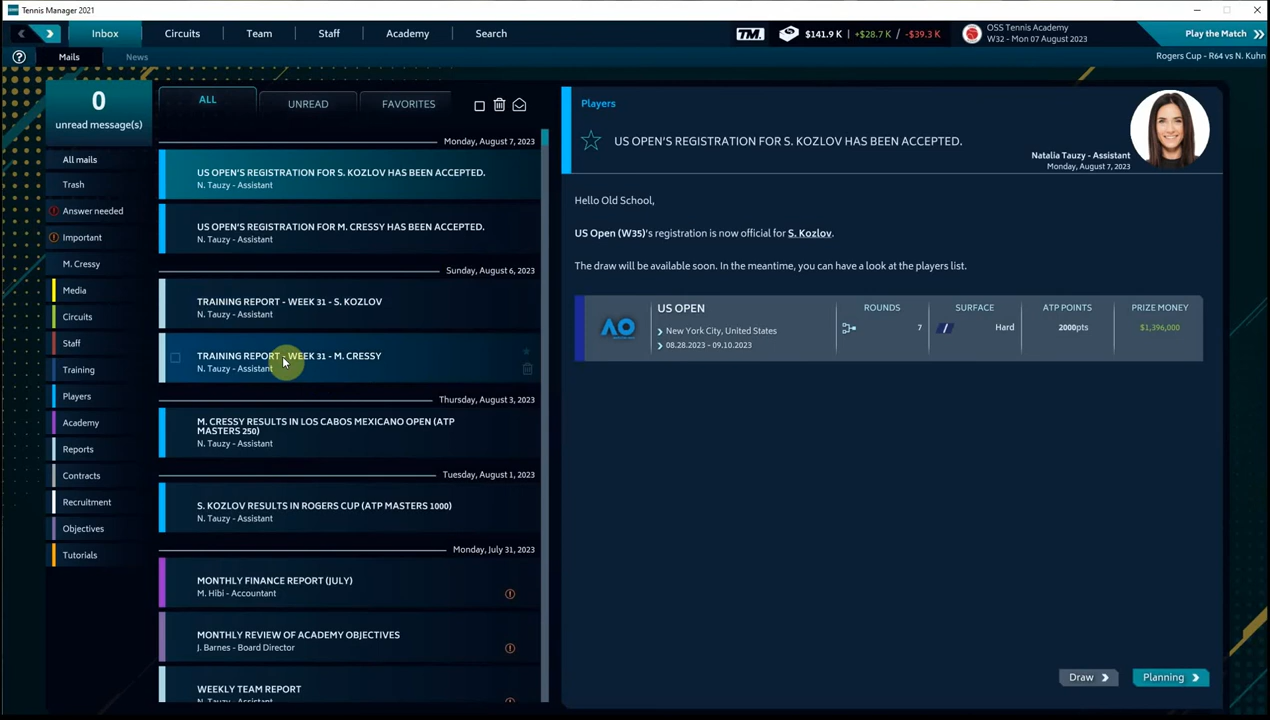 Tennis Manager 2021
Inbox
Circuits
Team
Staff
Academy
Search
TM.
$141.9 K
+$28.7 K / -$39.3 K
OSS Tennis Academy
W32 - Mon 07 August 2023
Play the Match
Mails
News
Rogers Cup - R64 vs N. Kuhn
0
unread message(s)
All mails
Trash
Answer needed
Important
M. Cressy
Media
Circuits
Staff
Training
Players
Academy
Reports
Contracts
Recruitment
Objectives
Tutorials
ALL
UNREAD
FAVORITES
Monday, August 7, 2023
US OPEN'S REGISTRATION FOR S. KOZLOV HAS BEEN ACCEPTED.
N. Tauzy - Assistant
US OPEN'S REGISTRATION FOR M. CRESSY HAS BEEN ACCEPTED.
N. Tauzy - Assistant
Sunday, August 6, 2023
TRAINING REPORT - WEEK 31 - S. KOZLOV
N. Tauzy - Assistant
TRAINING REPORT - WEEK 31 - M. CRESSY
N. Tauzy - Assistant
Thursday, August 3, 2023
M. CRESSY RESULTS IN LOS CABOS MEXICANO OPEN (ATP
MASTERS 250)
N. Tauzy - Assistant
Tuesday, August 1, 2023
S. KOZLOV RESULTS IN ROGERS CUP (ATP MASTERS 1000)
N. Tauzy - Assistant
Monday, July 31, 2023
MONTHLY FINANCE REPORT (JULY)
M. Hibi - Accountant
MONTHLY REVIEW OF ACADEMY OBJECTIVES
J. Barnes - Board Director
WEEKLY TEAM REPORT
N. Tauzy - Assistant
Players
US OPEN'S REGISTRATION FOR S. KOZLOV HAS BEEN ACCEPTED.
Natalia Tauzy - Assistant
Monday, August 7, 2023
Hello Old School,
US Open (W35)'s registration is now official for S. Kozlov.
The draw will be available soon. In the meantime, you can have a look at the players list.
AO
US OPEN
New York City, United States
08.28.2023 - 09.10.2023
ROUNDS
7
SURFACE
Hard
ATP POINTS
2000pts
PRIZE MONEY
$1,396,000
Draw
Planning